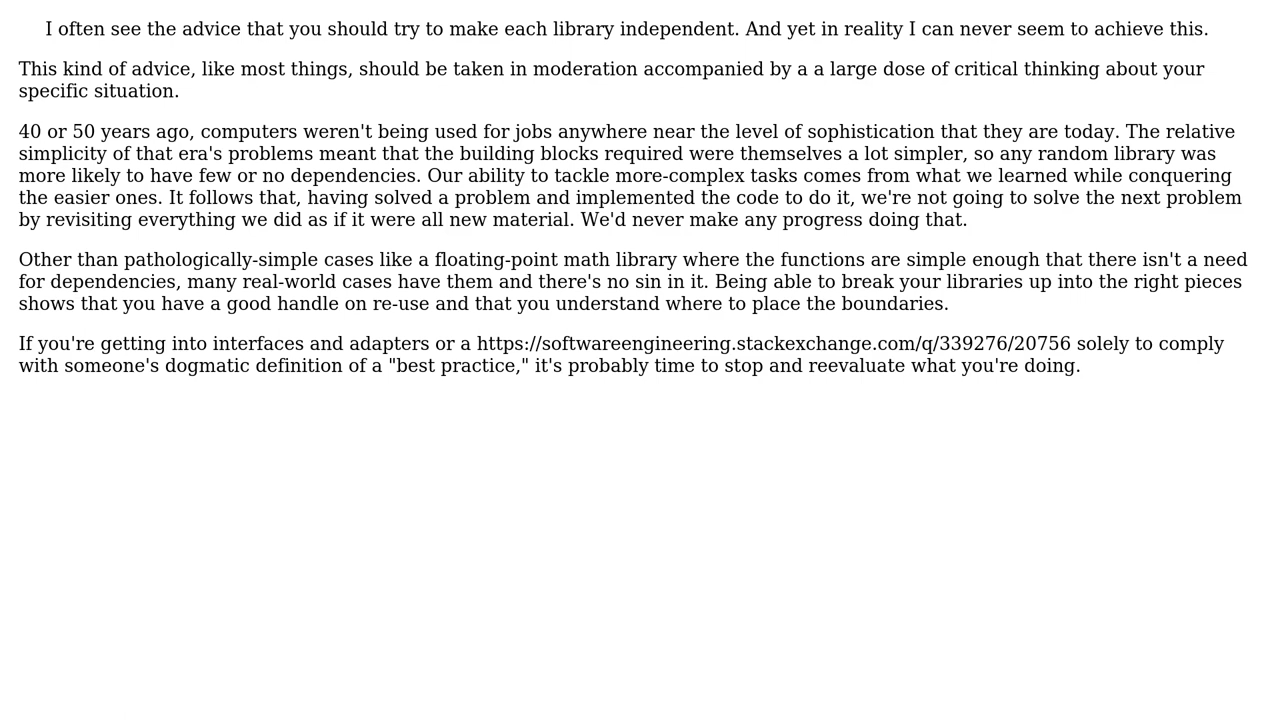 I often see the advice that you should try to make each library independent. And yet in reality I can never seem to achieve this.
This kind of advice, like most things, should be taken in moderation accompanied by a a large dose of critical thinking about your
specific situation.
40 or 50 years ago, computers weren't being used for jobs anywhere near the level of sophistication that they are today. The relative
simplicity of that era's problems meant that the building blocks required were themselves a lot simpler, so any random library was
more likely to have few or no dependencies. Our ability to tackle more-complex tasks comes from what we learned while conquering
the easier ones. It follows that, having solved a problem and implemented the code to do it, we're not going to solve the next problem
by revisiting everything we did as if it were all new material. We'd never make any progress doing that.
Other than pathologically-simple cases like a floating-point math library where the functions are simple enough that there isn't a need
for dependencies, many real-world cases have them and there's no sin in it. Being able to break your libraries up into the right pieces
shows that you have a good handle on re-use and that you understand where to place the boundaries.
If you're getting into interfaces and adapters or a https://softwareengineering.stackexchange.com/q/339276/20756 solely to comply
with someone's dogmatic definition of a "best practice," it's probably time to stop and reevaluate what you're doing.